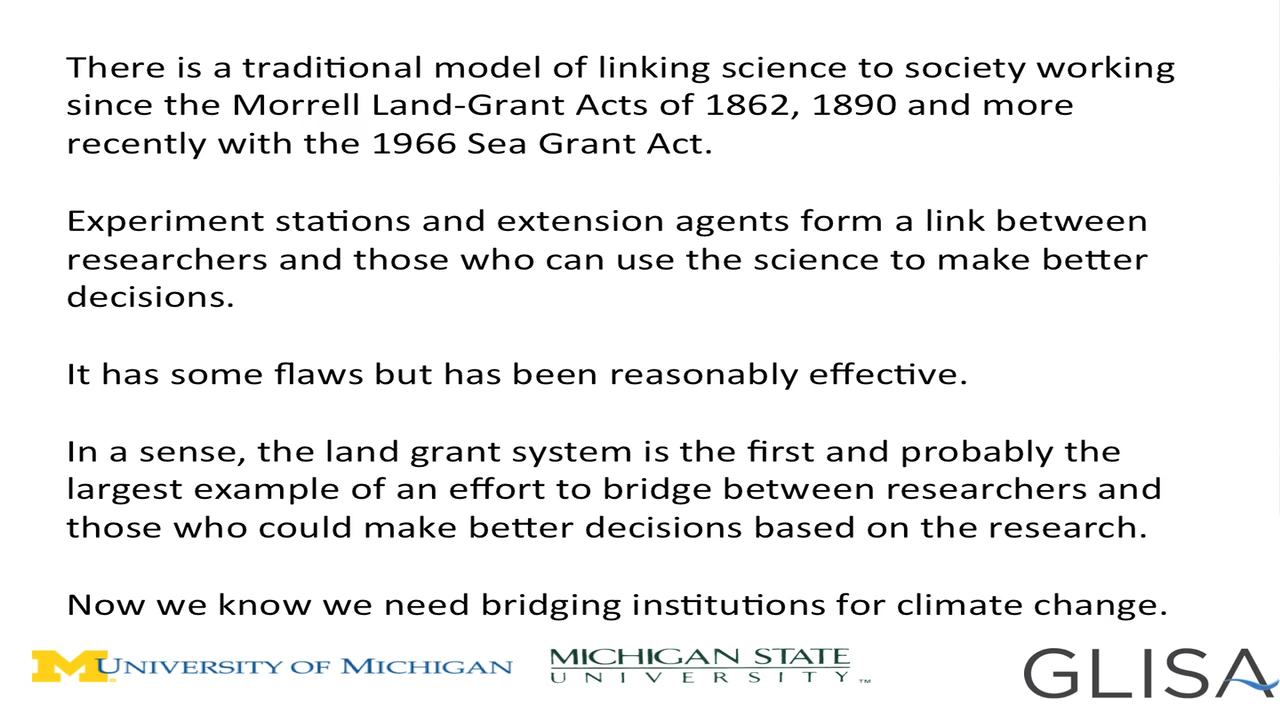 There is a traditional model of linking science to society working
since the Morrell Land-Grant Acts of 1862, 1890 and more
recently with the 1966 Sea Grant Act.
Experiment stations and extension agents form a link between
researchers and those who can use the science to make better
decisions.
It has some flaws but has been reasonably effective.
In a sense, the land grant system is the first and probably the
largest example of an effort to bridge between researchers and
those who could make better decisions based on the research.
Now we know we need bridging institutions for climate change.
M UNIVERSITY OF MICHIGAN
MICHIGAN STATE
UNIVERSITY™
GLISA